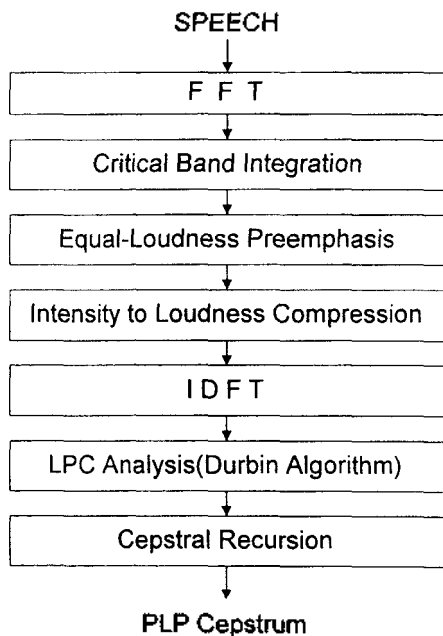 SPEECH
F F T
Critical Band Integration
Equal-Loudness Preemphasis
Intensity to Loudness Compression
I D F T
LPC Analysis(Durbin Algorithm)
Cepstral Recursion
PLP Cepstrum